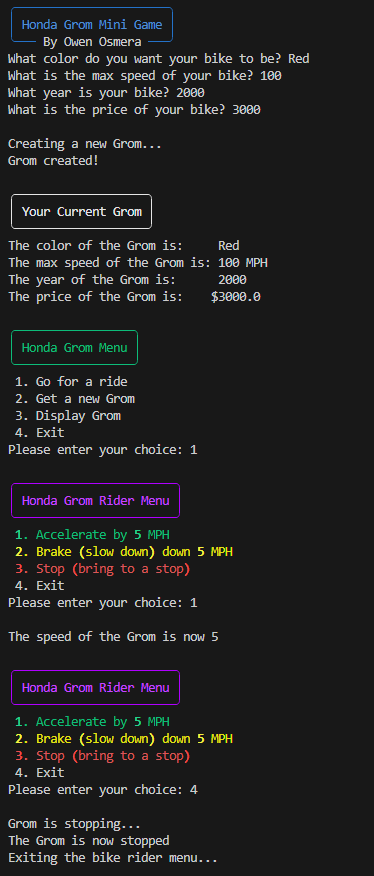 Honda Grom Mini Game
By Owen Osmera
What color do you want your bike to be? Red
What is the max speed of your bike? 100
What year is your bike? 2000
What is the price of your bike? 3000
Creating a new Grom...
Grom created!
Your Current Grom
The color of the Grom is: Red
The max speed of the Grom is: 100 MPH
The year of the Grom is: 2000
The price of the Grom is: $3000.0
Honda Grom Menu
1. Go for a ride
2. Get a new Grom
3. Display Grom
4. Exit
Please enter your choice: 1
Honda Grom Rider Menu
1. Accelerate by 5 MPH
2. Brake (slow down) down 5 MPH
3. Stop (bring to a stop)
4. Exit
Please enter your choice: 1
The speed of the Grom is now 5
Honda Grom Rider Menu
1. Accelerate by 5 MPH
2. Brake (slow down) down 5 MPH
3. Stop (bring to a stop)
4. Exit
Please enter your choice: 4
Grom is stopping...
The Grom is now stopped
Exiting the bike rider menu...